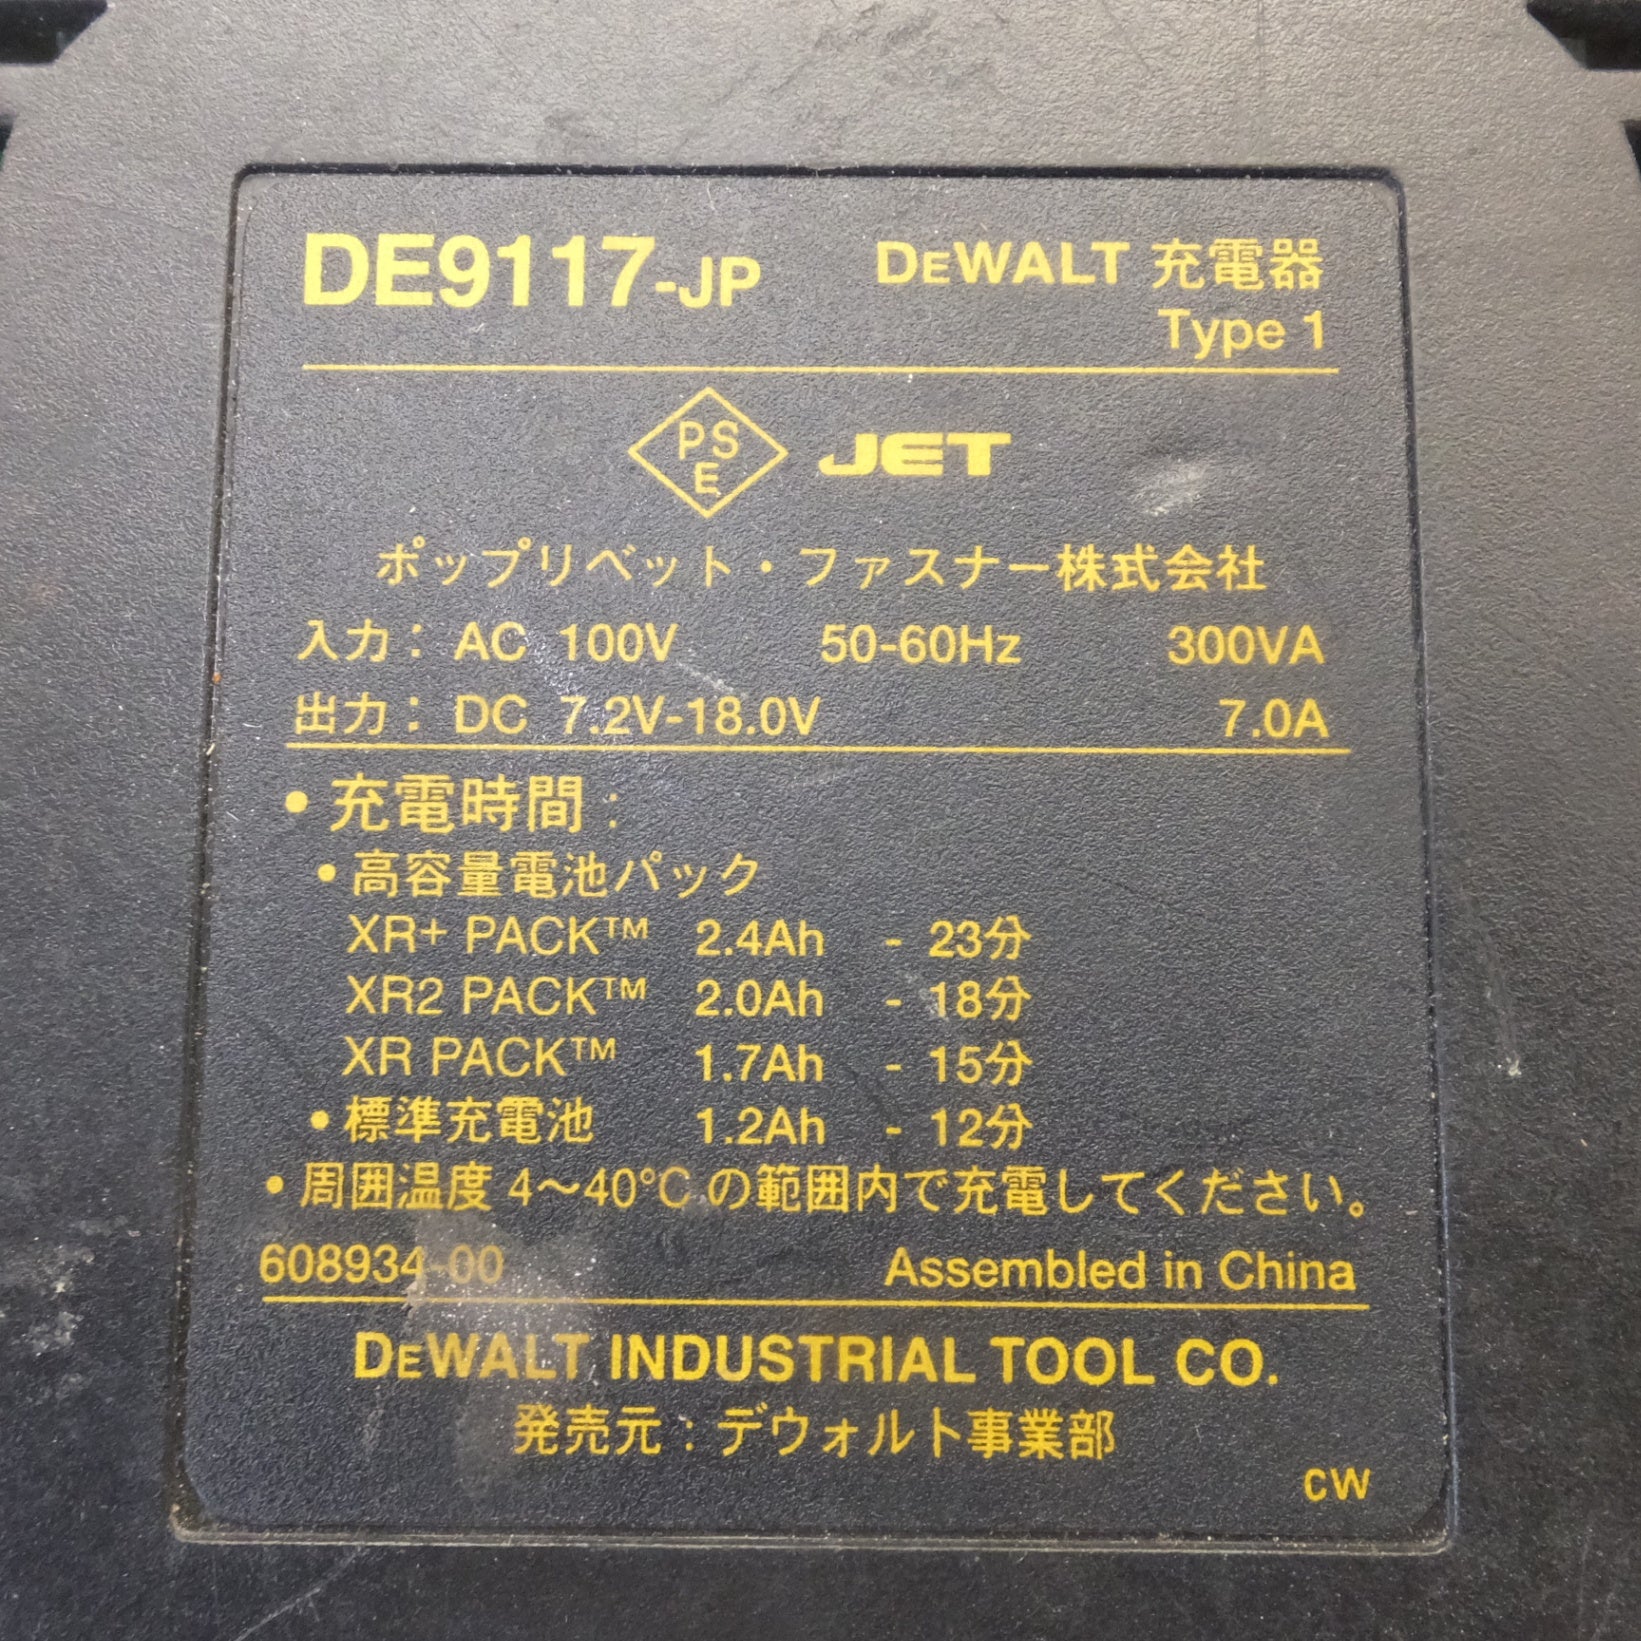 DE9117-JP DEWALT 充電器
Type 1
PSE JET
ポップリベット・ファスナー株式会社
入力： AC 100V 50-60Hz 300VA
出力： DC 7.2V-18.0V 7.0A
• 充電時間：
• 高容量電池パック
XR+ PACK™ 2.4Ah - 23分
XR2 PACK™ 2.0Ah - 18分
XR PACK™ 1.7Ah - 15分
• 標準充電池 1.2Ah - 12分
• 周囲温度 4～40℃の範囲内で充電してください。
608934-00 Assembled in China
DEWALT INDUSTRIAL TOOL CO.
発売元：デウォルト事業部
CW